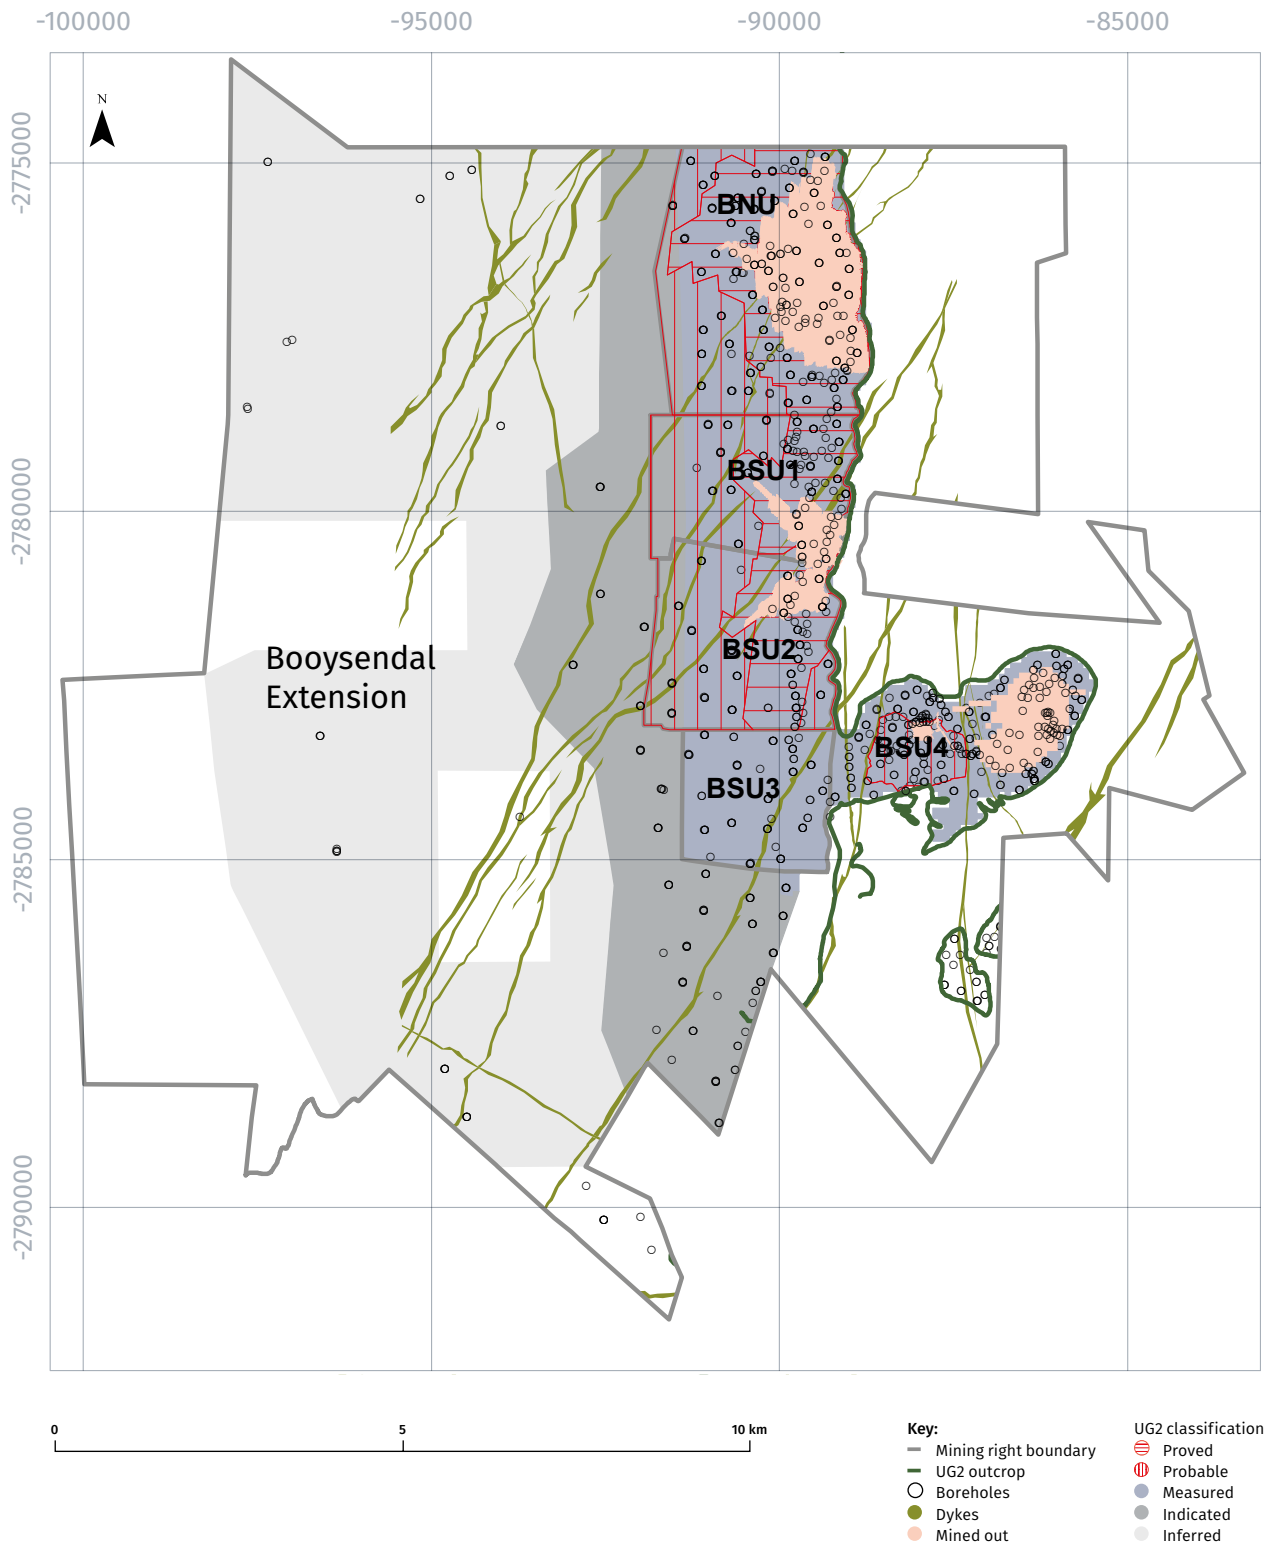 -100000 -95000 -90000 -85000
N
-2775000
BNU
BSU1
-2780000
BSU2
Booysendal
Extension
BSU4
BSU3
-2785000
-2790000
0 5 10 km
Key:
Mining right boundary
UG2 outcrop
Boreholes
Dykes
Mined out
UG2 classification
Proved
Probable
Measured
Indicated
Inferred